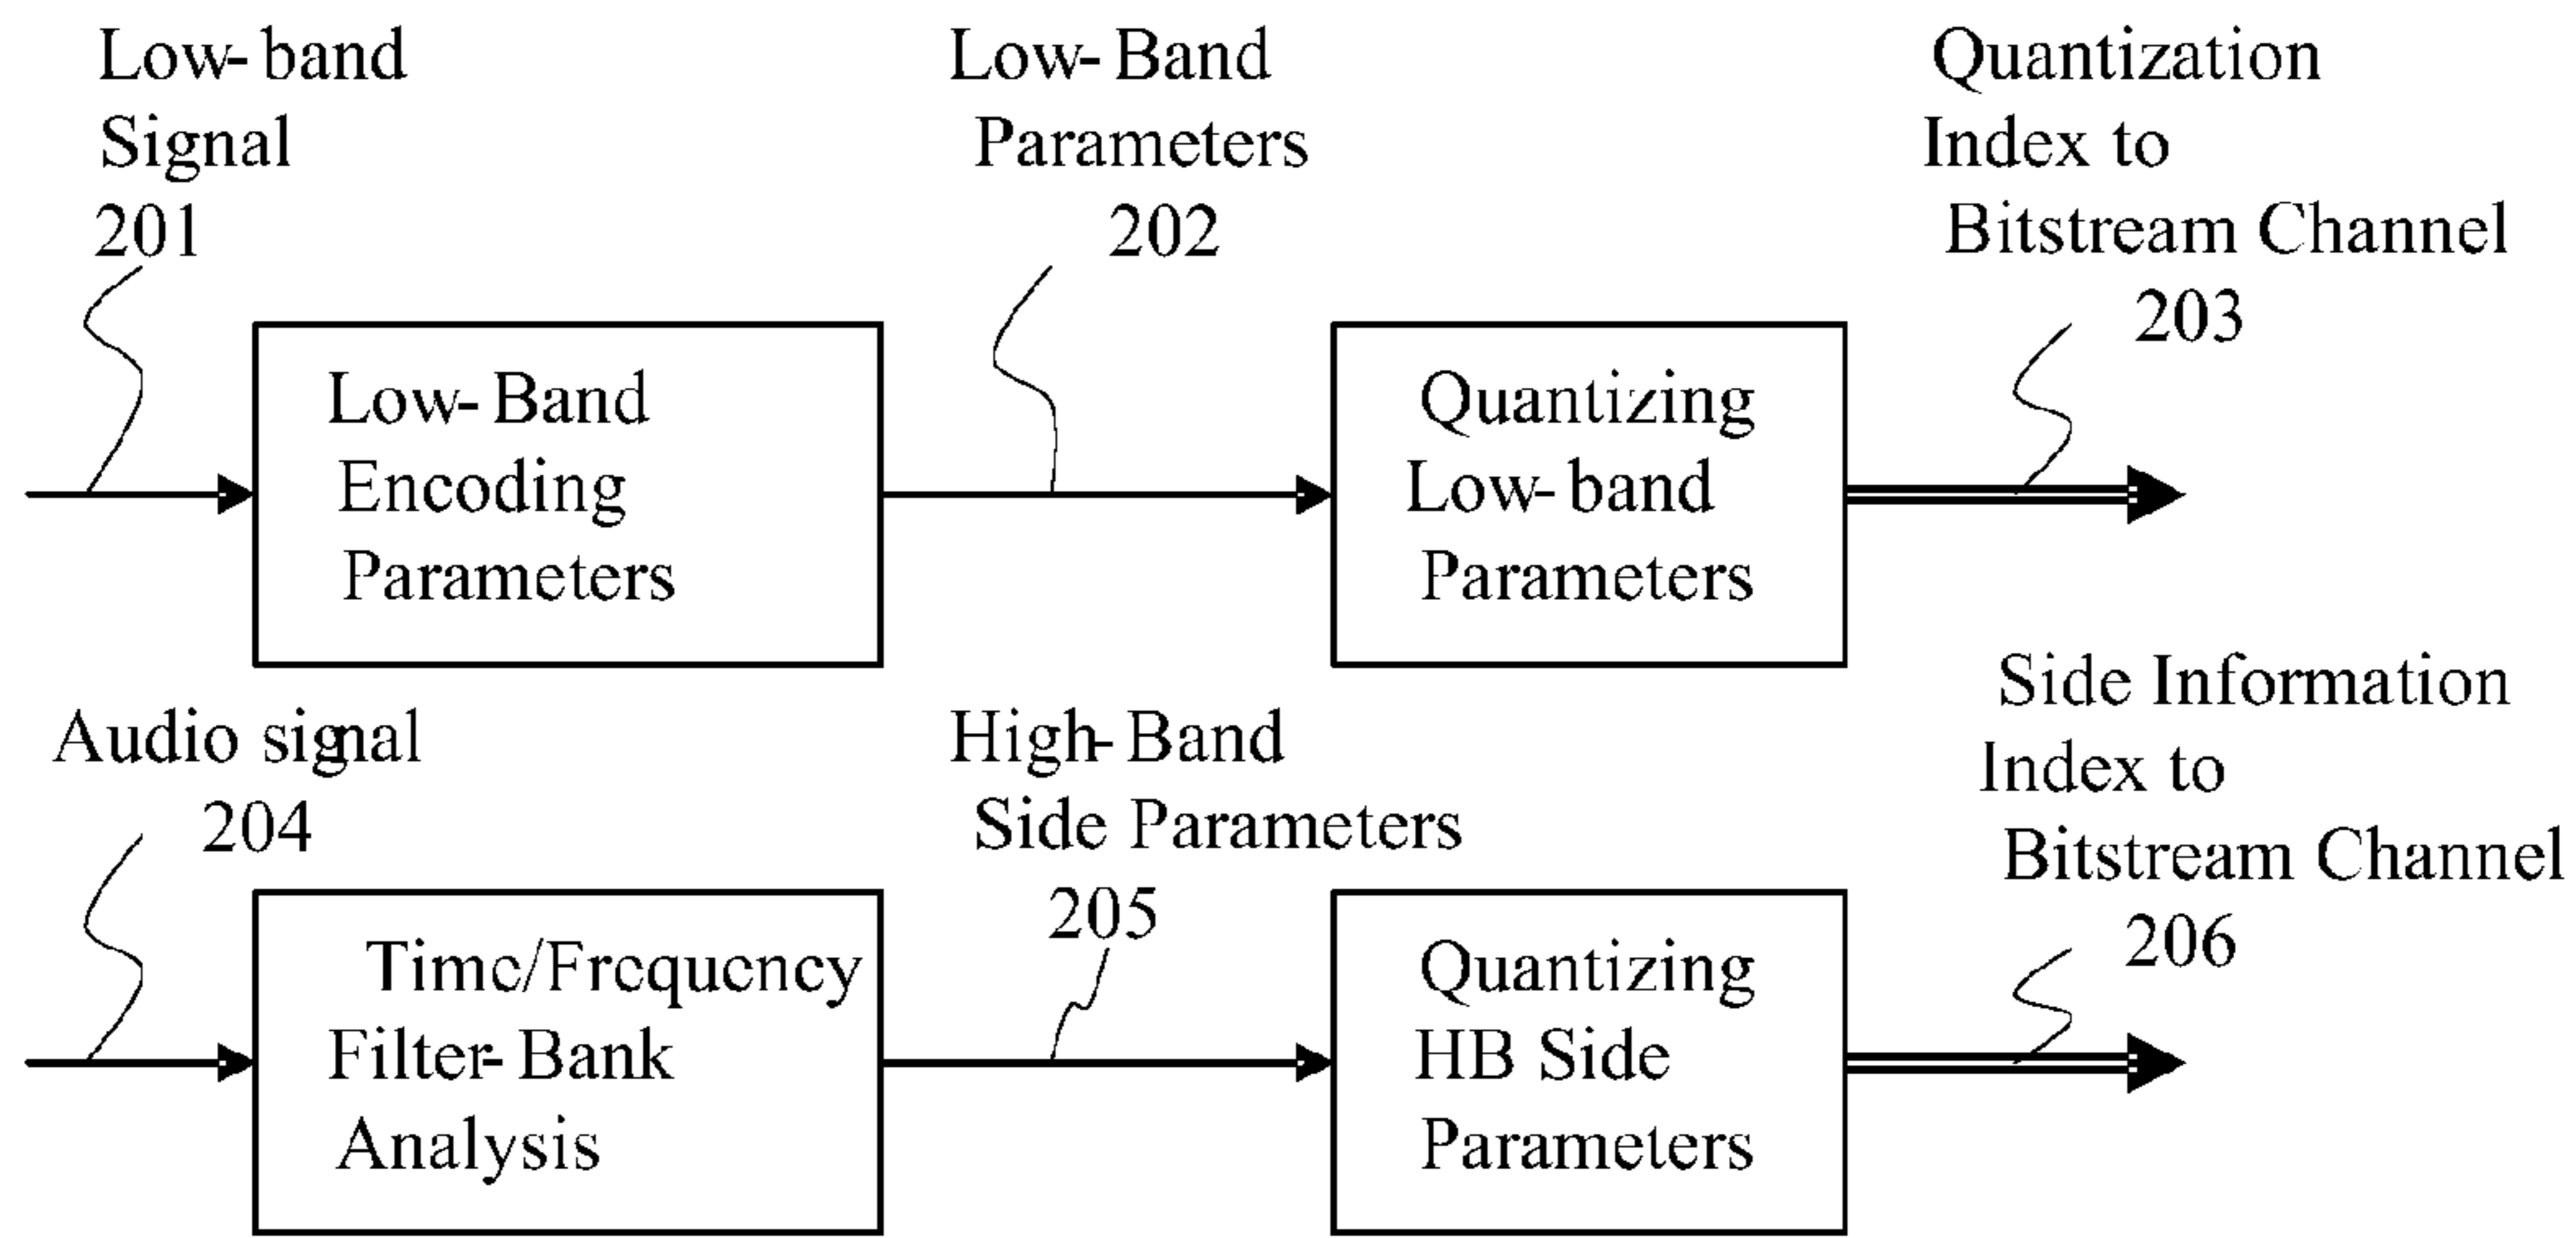 Low-band
Signal
201
Low-Band
Parameters
202
Quantization
Index to
Bitstream Channel
203
Low-Band
Encoding
Parameters
Quantizing
Low-band
Parameters
Audio signal
204
High-Band
Side Parameters
205
Side Information
Index to
Bitstream Channel
206
Time/Frequency
Filter-Bank
Analysis
Quantizing
HB Side
Parameters